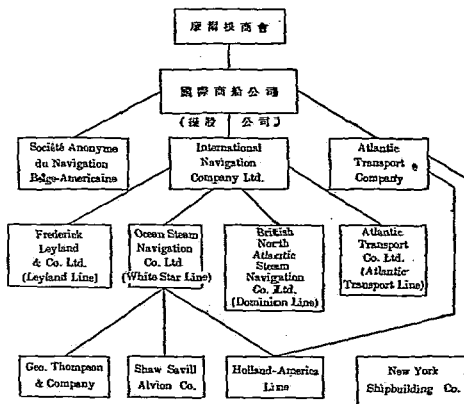 摩爾根商會
國際商船公司
(控股公司)
Société Anonyme
du Navigation
Belge-Americaine
International
Navigation
Company Ltd.
Atlantic
Transport
Company
Frederick
Leyland
& Co. Ltd.
(Leyland Line)
Ocean Steam
Navigation
Co. Ltd
(White Star Line)
British
North
Atlantic
Steam
Navigation
Co. Ltd.
(Dominion Line)
Atlantic
Transport
Co. Ltd.
(Atlantic
Transport Line)
Geo. Thompson
& Company
Shaw Savill
Alvion Co.
Holland-America
Line
New York
Shipbuilding Co.